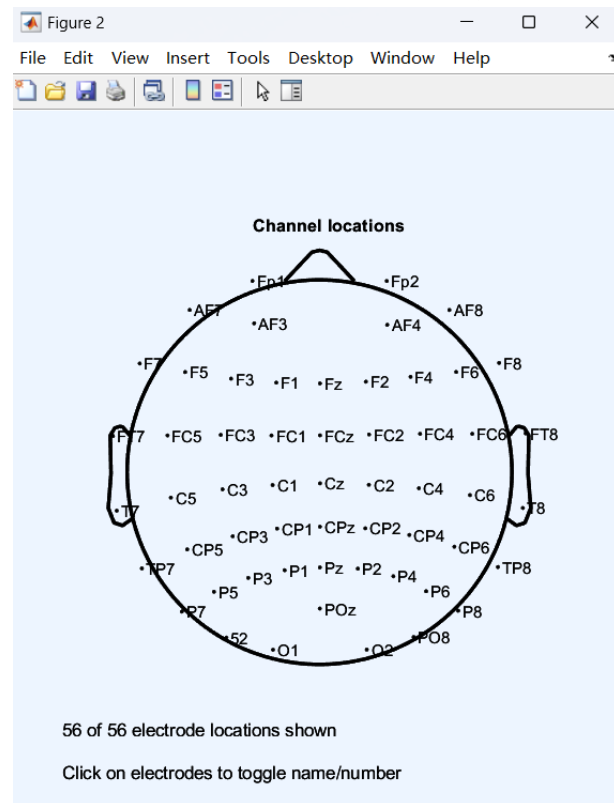 Figure 2
File Edit View Insert Tools Desktop Window Help
Channel locations
Fp1 Fp2
AF7 AF8
AF3 AF4
F7 F5 F3 F1 Fz F2 F4 F6 F8
FT7 FC5 FC3 FC1 FCz FC2 FC4 FC6 FT8
C5 C3 C1 Cz C2 C4 C6
T7 T8
CP5 CP3 CP1 CPz CP2 CP4 CP6
TP7 P3 P1 Pz P2 P4 TP8
P5 P6
P7 POz P8
52 O1 O2 PO8
56 of 56 electrode locations shown
Click on electrodes to toggle name/number